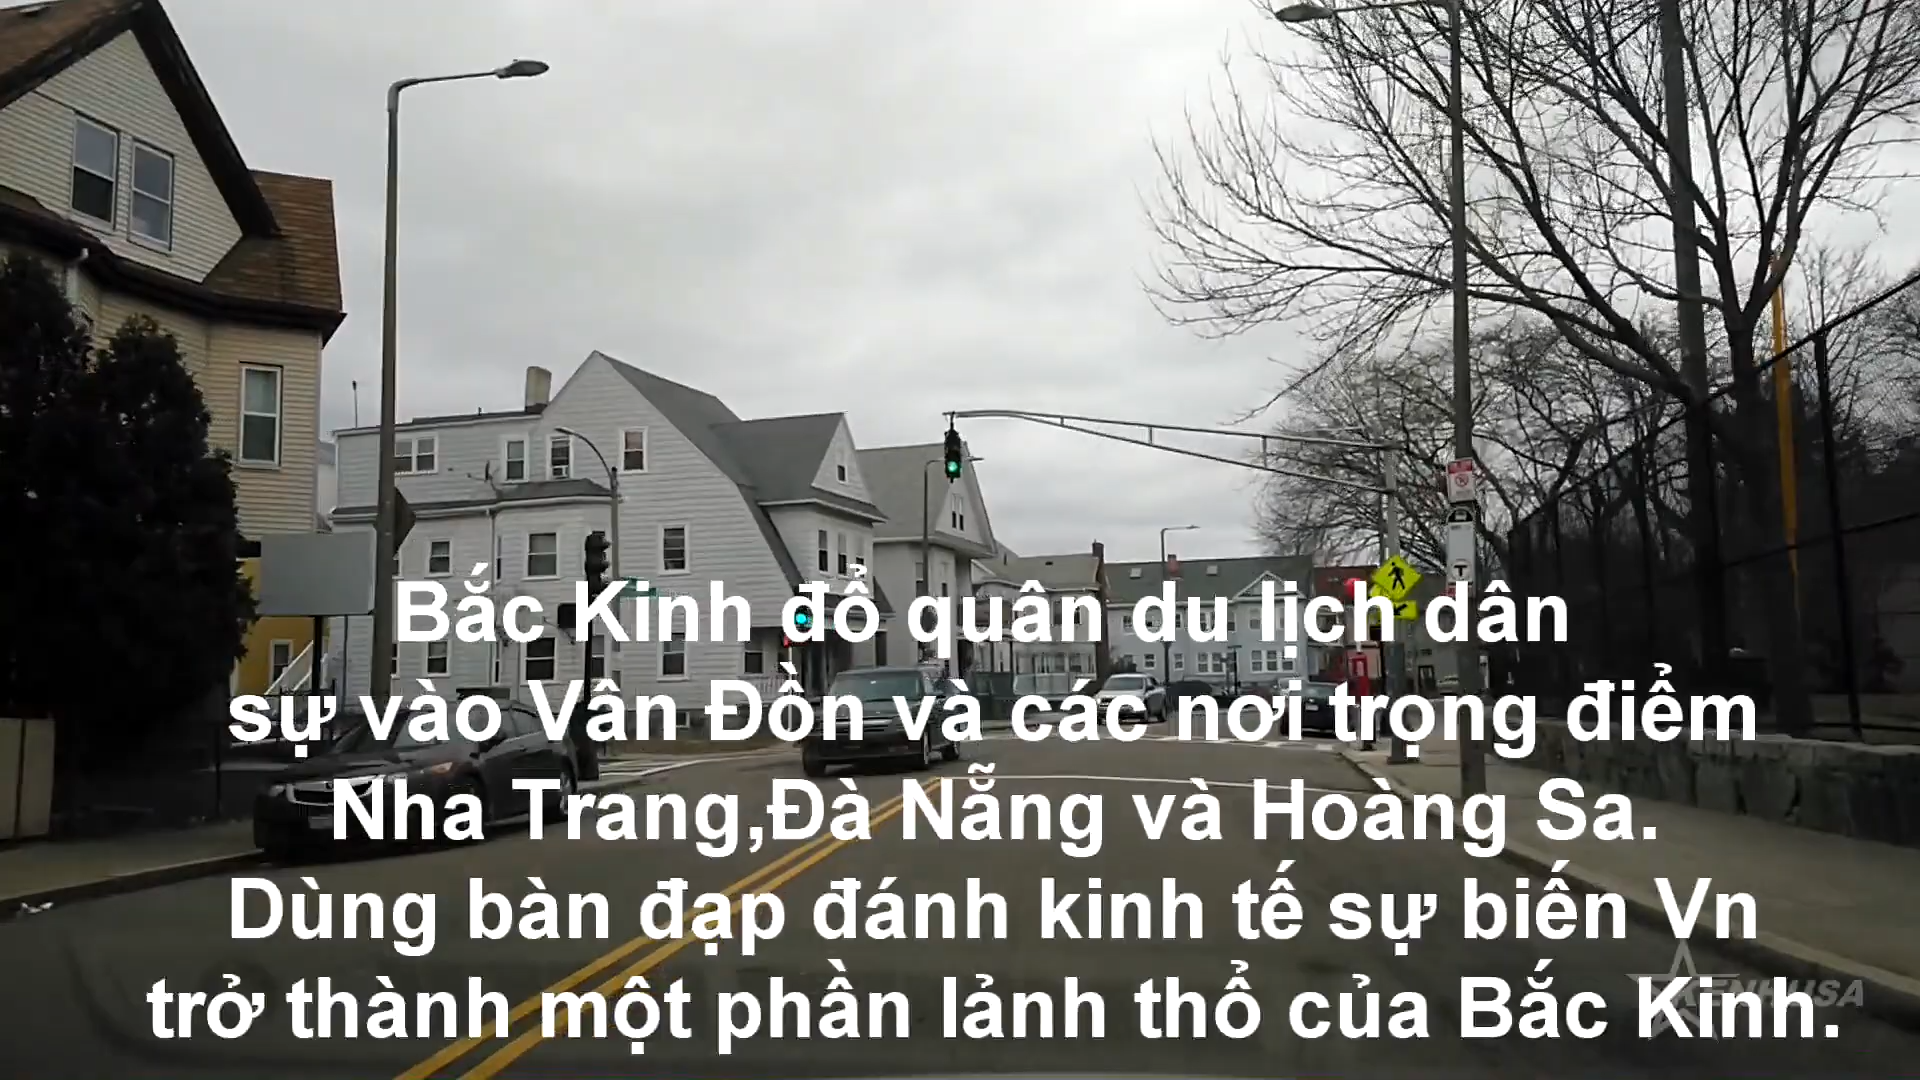 Bắc Kinh đổ quân du lịch dân
sự vào Vân Đồn và các nơi trọng điểm
Nha Trang,Đà Nẵng và Hoàng Sa.
Dùng bàn đạp đánh kinh tế sự biến Vn
trở thành một phần lảnh thổ của Bắc Kinh.
T